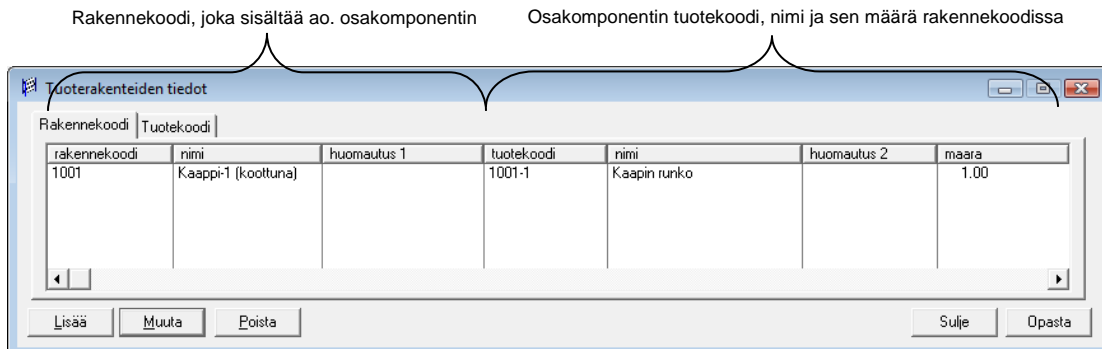 Rakennekoodi, joka sisältää ao. osakomponentin Osakomponentin tuotekoodi, nimi ja sen määrä rakennekoodissa
Tuoterakenteiden tiedot
Rakennekoodi Tuotekoodi
rakennekoodi nimi huomautus 1 tuotekoodi nimi huomautus 2 maara
1001 Kaappi-1 (koottuna) 1001-1 Kaapin runko 1.00
Lisää Muuta Poista Sulje Opasta